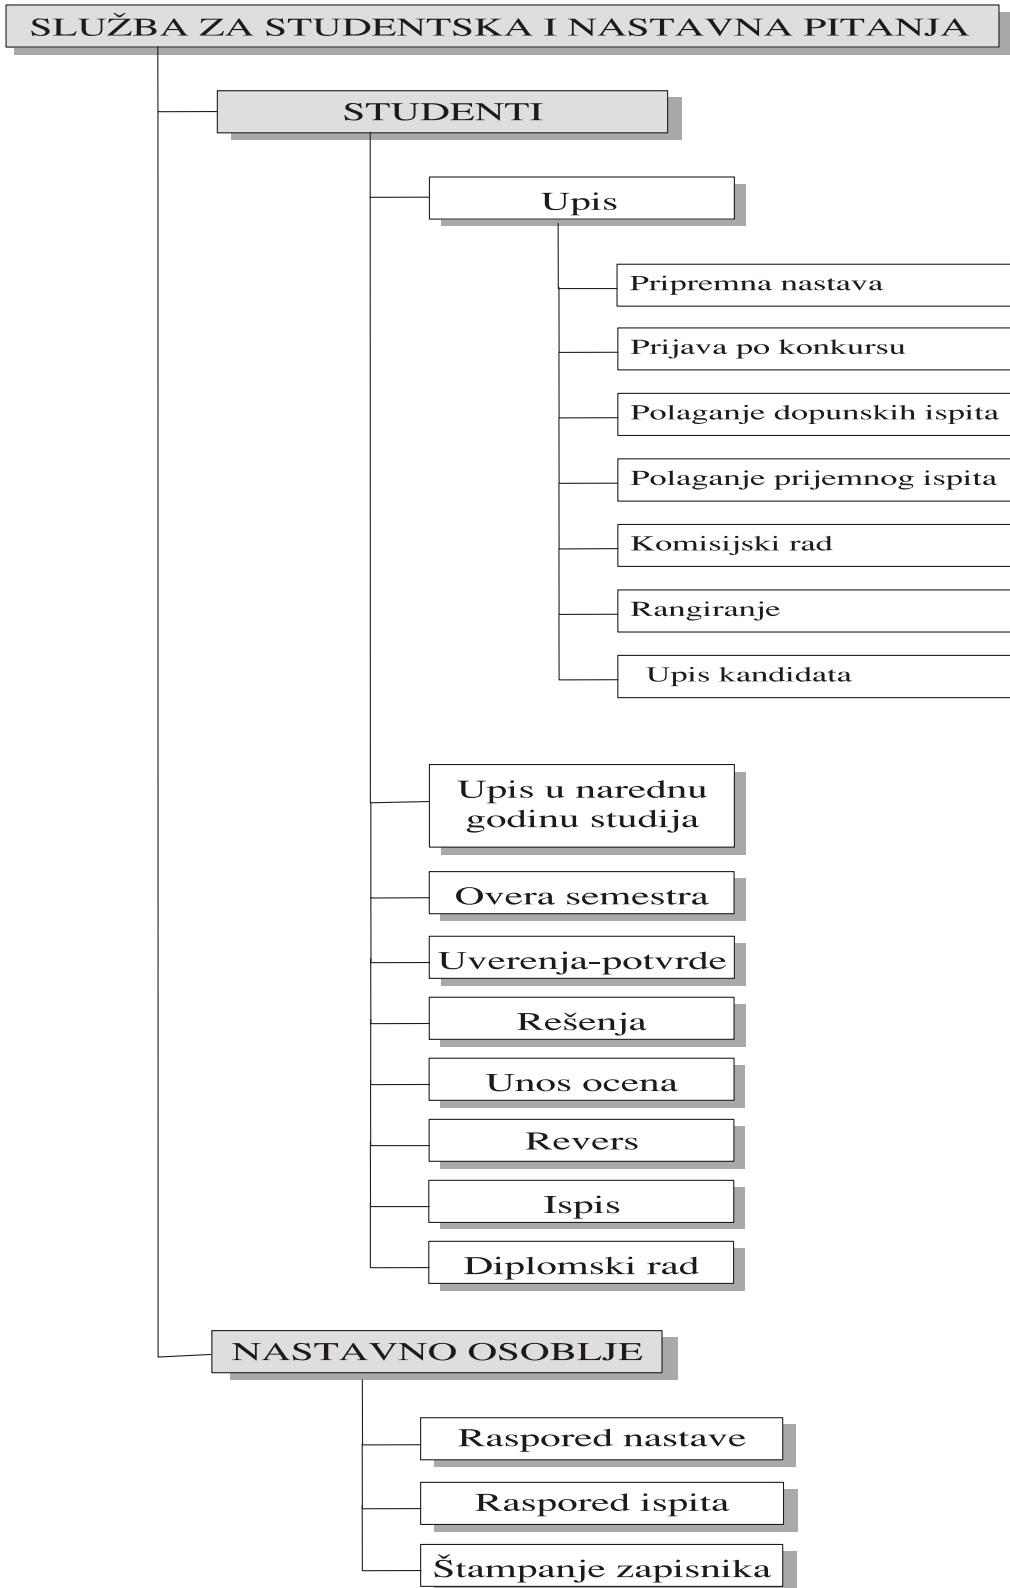 SLUŽBA ZA STUDENTSKA I NASTAVNA PITANJA
STUDENTI
Upis
Pripremna nastava
Prijava po konkursu
Polaganje dopunskih ispita
Polaganje prijemnog ispita
Komisijski rad
Rangiranje
Upis kandidata
Upis u narednu
godinu studija
Overa semestra
Uverenja-potvrde
Rešenja
Unos ocena
Revers
Ispis
Diplomski rad
NASTAVNO OSOBLJE
Raspored nastave
Raspored ispita
Štampanje zapisnika